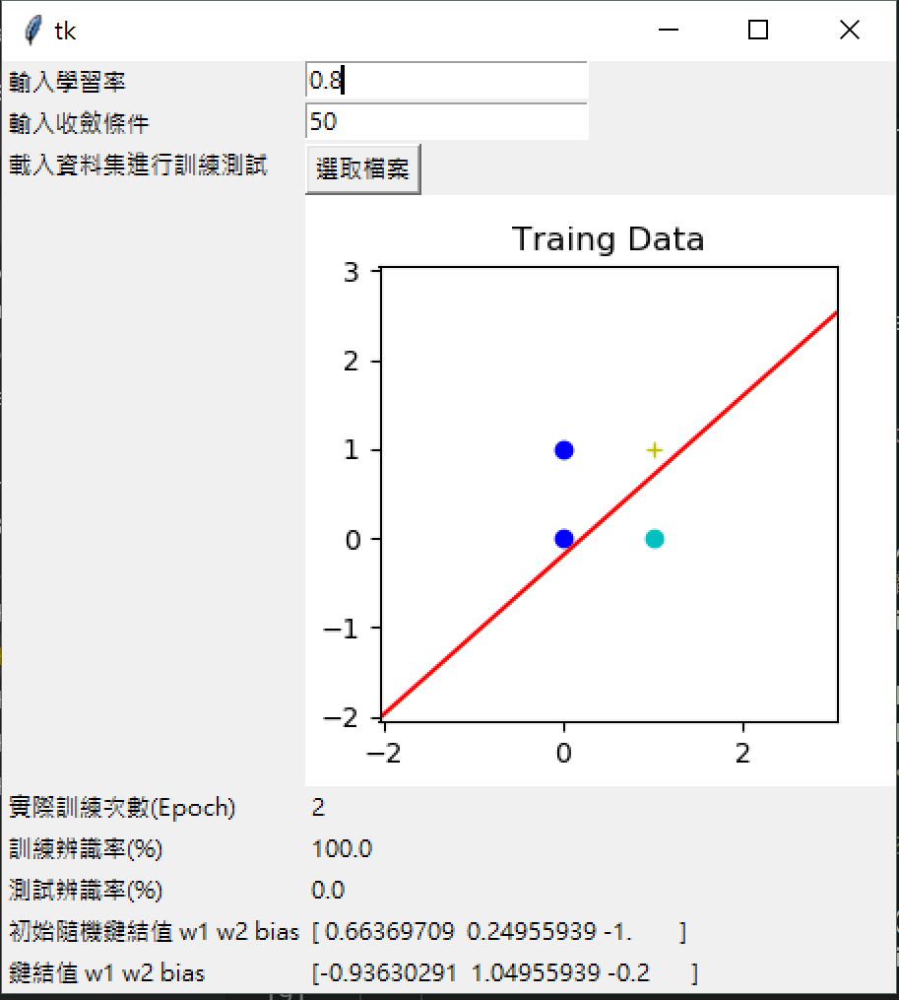 tk
輸入學習率 0.8
輸入收斂條件 50
載入資料集進行訓練測試 選取檔案
Traing Data
3
2
1
0
−1
−2
−2 0 2
實際訓練次數(Epoch) 2
訓練辨識率(%) 100.0
測試辨識率(%) 0.0
初始隨機鍵結值 w1 w2 bias [ 0.66369709 0.24955939 -1. ]
鍵結值 w1 w2 bias [-0.93630291 1.04955939 -0.2 ]